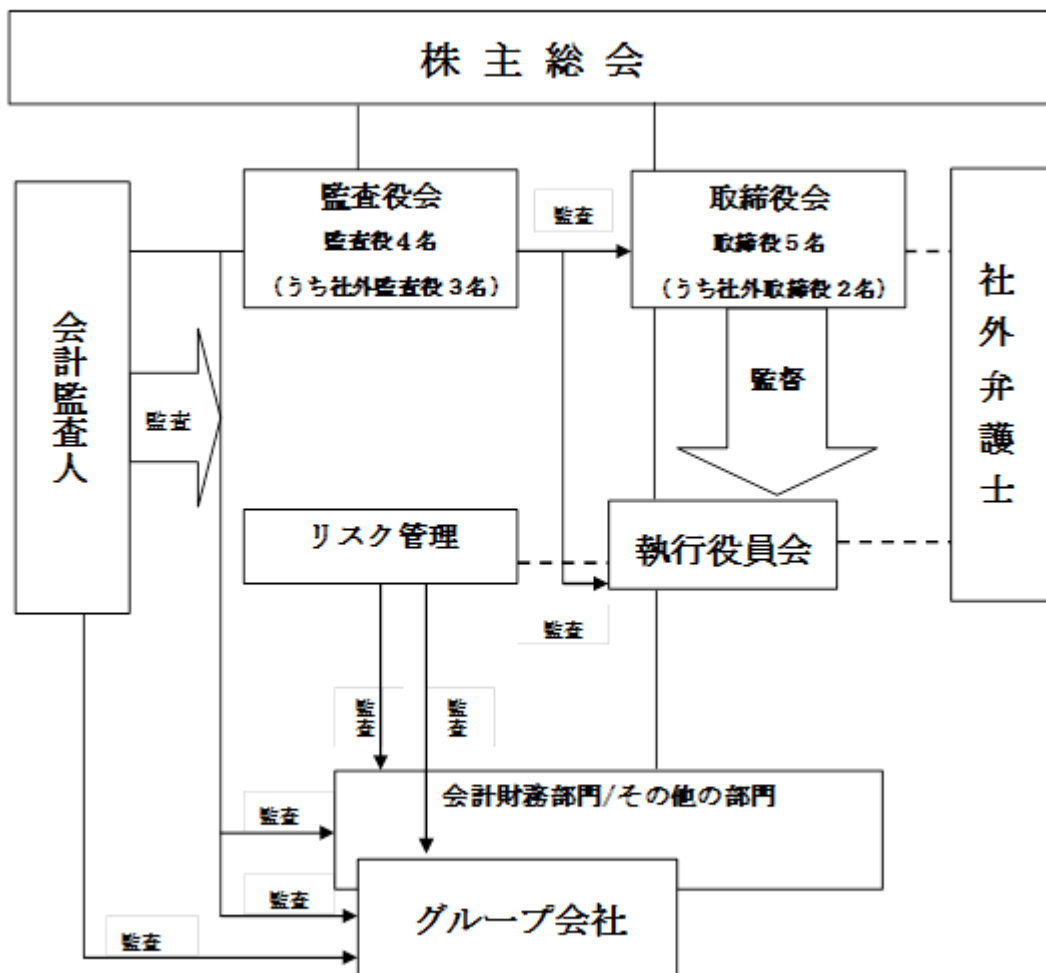 株主総会
監査役会
監査役4名
（うち社外監査役３名）
監査
取締役会
取締役5名
（うち社外取締役２名）
社外弁護士
会計監査人
監査
監督
リスク管理
執行役員会
監査
監査
監査
会計財務部門/その他の部門
監査
監査
グループ会社
監査